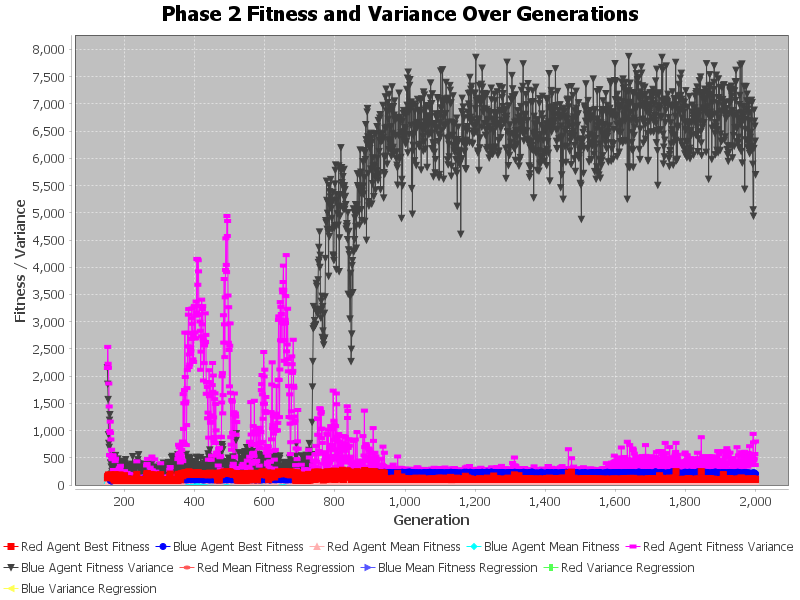 Phase 2 Fitness and Variance Over Generations
8,000
7,500
7,000
6,500
6,000
5,500
5,000
4,500
4,000
3,500
3,000
2,500
2,000
1,500
1,000
500
0
Fitness / Variance
200 400 600 800 1,000 1,200 1,400 1,600 1,800 2,000
Generation
Red Agent Best Fitness Blue Agent Best Fitness Red Agent Mean Fitness Blue Agent Mean Fitness Red Agent Fitness Variance
Blue Agent Fitness Variance Red Mean Fitness Regression Blue Mean Fitness Regression Red Variance Regression
Blue Variance Regression